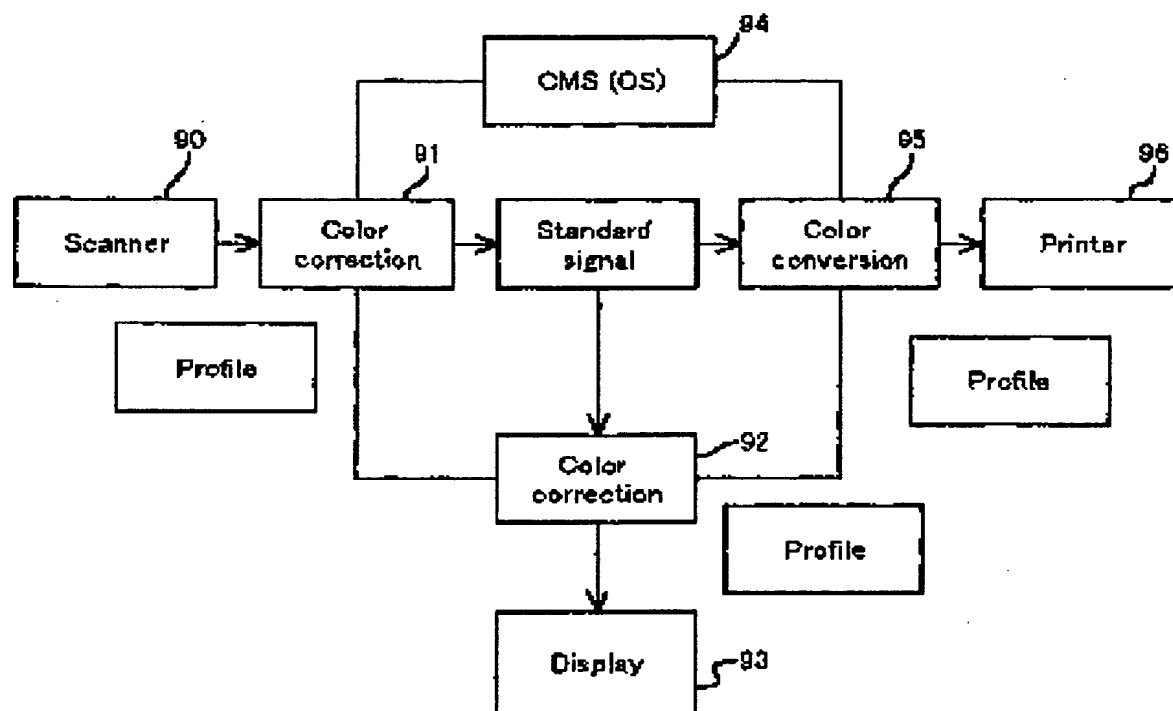 94
CMS (OS)
90
91
95
96
Scanner
Color
correction
Standard
signal
Color
conversion
Printer
Profile
Profile
92
Color
correction
Profile
Display
93